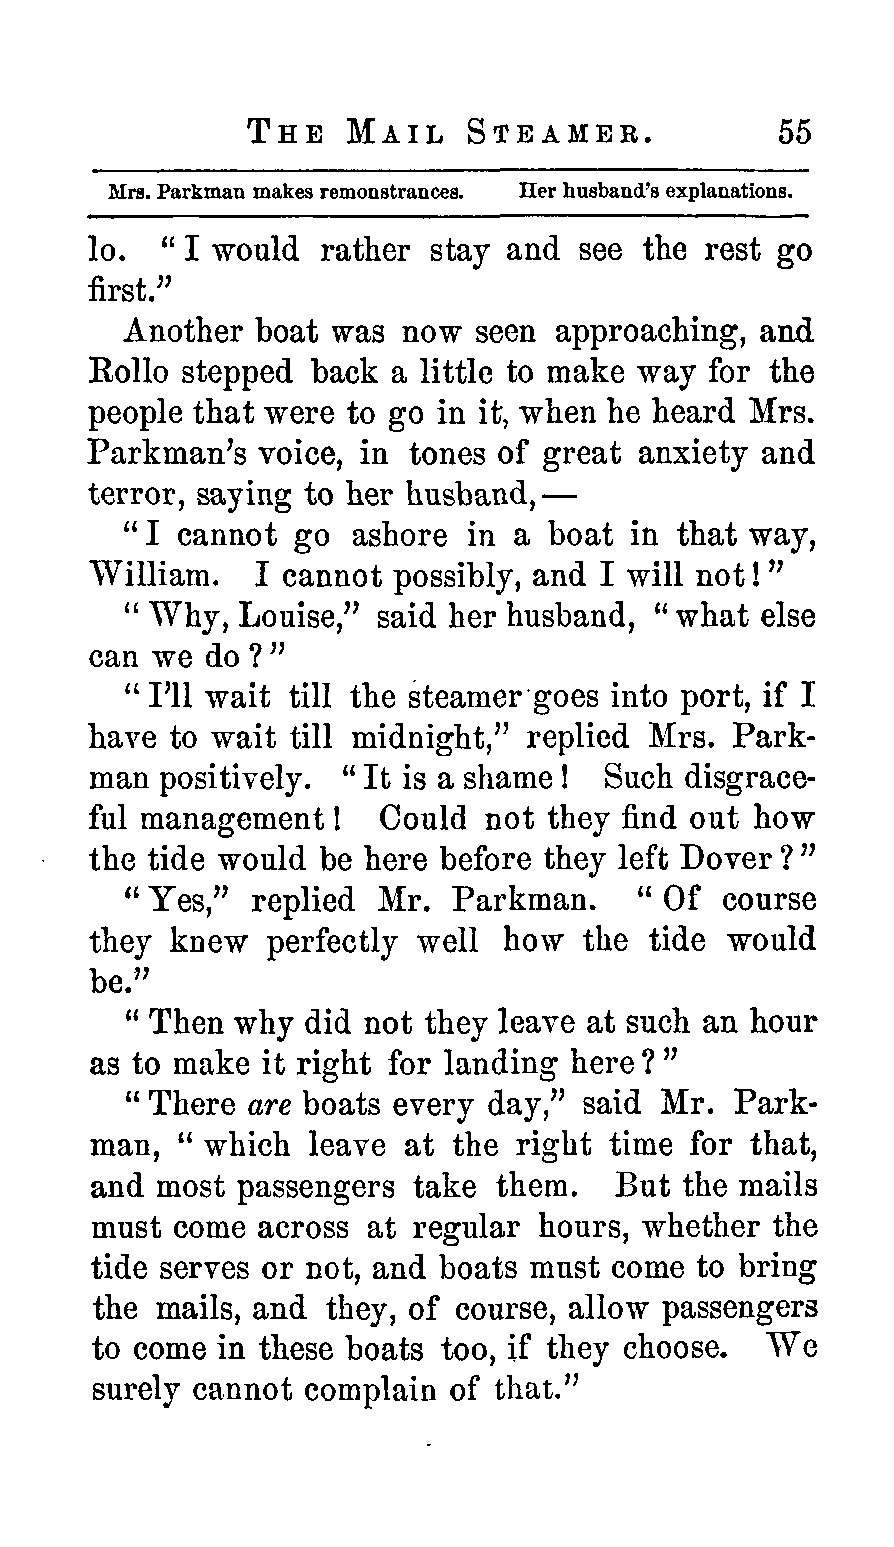 THE MAIL STEAMER. 55
Mrs. Parkman makes remonstrances. Her husband's explanations.
lo. “I would rather stay and see the rest go
first.”
Another boat was now seen approaching, and
Rollo stepped back a little to make way for the
people that were to go in it, when he heard Mrs.
Parkman's voice, in tones of great anxiety and
terror, saying to her husband,—
“I cannot go ashore in a boat in that way,
William. I cannot possibly, and I will not!”
“Why, Louise,” said her husband, “what else
can we do?”
“I'll wait till the steamer goes into port, if I
have to wait till midnight,” replied Mrs. Park-
man positively. “It is a shame! Such disgrace-
ful management! Could not they find out how
the tide would be here before they left Dover?”
“Yes,” replied Mr. Parkman. “Of course
they knew perfectly well how the tide would
be.”
“Then why did not they leave at such an hour
as to make it right for landing here?”
“There are boats every day,” said Mr. Park-
man, “which leave at the right time for that,
and most passengers take them. But the mails
must come across at regular hours, whether the
tide serves or not, and boats must come to bring
the mails, and they, of course, allow passengers
to come in these boats too, if they choose. We
surely cannot complain of that.”